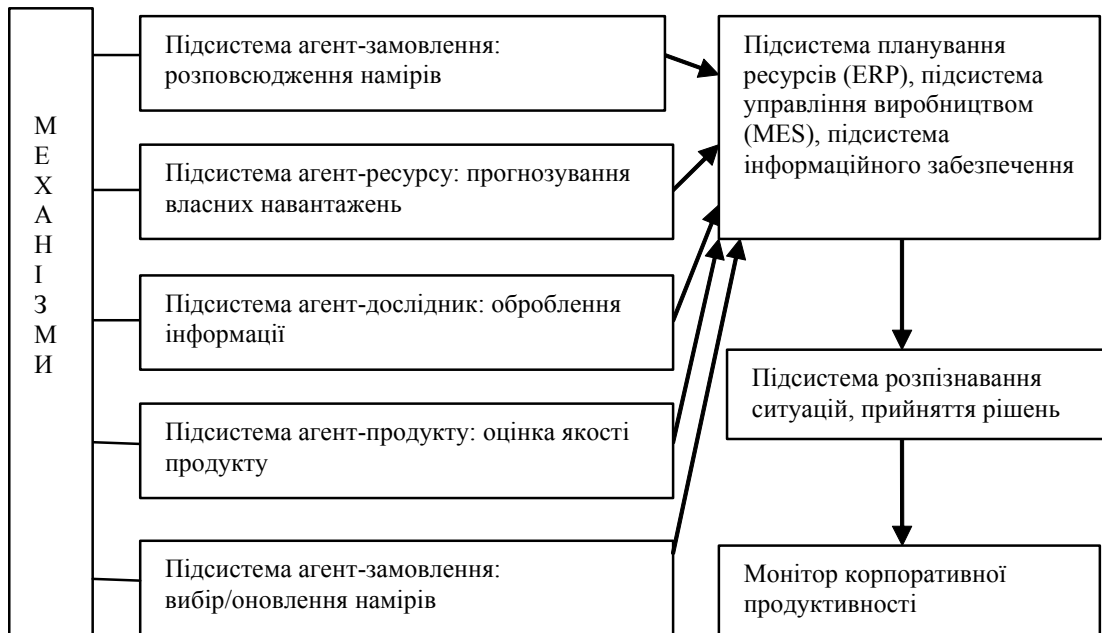 МЕХАНІЗМИ
Підсистема агент-замовлення:
розповсюдження намірів
Підсистема агент-ресурсу: прогнозування
власних навантажень
Підсистема агент-дослідник: оброблення
інформації
Підсистема агент-продукту: оцінка якості
продукту
Підсистема агент-замовлення:
вибір/оновлення намірів
Підсистема планування
ресурсів (ERP), підсистема
управління виробництвом
(MES), підсистема
інформаційного забезпечення
Підсистема розпізнавання
ситуацій, прийняття рішень
Монітор корпоративної
продуктивності